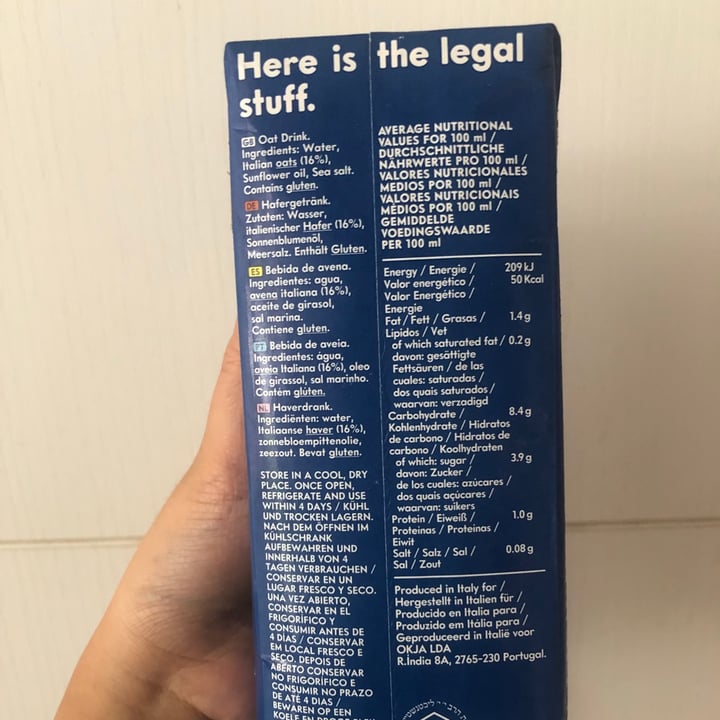 Here is the legal
stuff.
GB Oat Drink.
Ingredients: Water,
Italian oats (16%),
Sunflower oil, Sea salt.
Contains gluten.
DE Hafergetränk.
Zutaten: Wasser,
italienischer Hafer (16%),
Sonnenblumenöl,
Meersalz. Enthält Gluten.
ES Bebida de avena.
Ingredientes: agua,
avena italiana (16%),
aceite de girasol,
sal marina.
Contiene gluten.
PT Bebida de aveia.
Ingredientes: água,
aveia Italiana (16%), oleo
de girassol, sal marinho.
Contém glúten.
NL Haverdrank.
Ingrediënten: water,
Italiaanse haver (16%),
zonnebloempittenolie,
zeezout. Bevat gluten.
STORE IN A COOL, DRY
PLACE. ONCE OPEN,
REFRIGERATE AND USE
WITHIN 4 DAYS / KÜHL
UND TROCKEN LAGERN.
NACH DEM ÖFFNEN IM
KÜHLSCHRANK
AUFBEWAHREN UND
INNERHALB VON 4
TAGEN VERBRAUCHEN /
CONSERVAR EN UN
LUGAR FRESCO Y SECO.
UNA VEZ ABIERTO,
CONSERVAR EN EL
FRIGORÍFICO Y
CONSUMIR ANTES DE
4 DÍAS / CONSERVAR
EM LOCAL FRESCO E
SECO. DEPOIS DE
ABERTO CONSERVAR
NO FRIGORÍFICO E
CONSUMIR NO PRAZO
DE ATÉ 4 DIAS /
BEWAREN OP EEN
AVERAGE NUTRITIONAL
VALUES FOR 100 ml /
DURCHSCHNITTLICHE
NÄHRWERTE PRO 100 ml /
VALORES NUTRICIONALES
MEDIOS POR 100 ml /
VALORES NUTRICIONAIS
MÉDIOS POR 100 ml /
GEMIDDELDE
VOEDINGSWAARDE
PER 100 ml
Energy / Energie / 209 kJ
Valor energético / 50 Kcal
Valor Energético /
Energie
Fat / Fett / Grasas / 1.4 g
Lipidos / Vet
of which saturated fat / 0.2 g
davon: gesättigte
Fettsäuren / de las
cuales: saturadas /
dos quais saturados /
waarvan: verzadigd
Carbohydrate / 8.4 g
Kohlenhydrate / Hidratos
de carbono / Hidratos de
carbono / Koolhydraten
of which: sugar / 3.9 g
davon: Zucker /
de los cuales: azúcares /
dos quais açúcares /
waarvan: suikers
Protein / Eiweiß / 1.0 g
Proteinas / Proteinas /
Eiwit
Salt / Salz / Sal / 0.08 g
Sal / Zout
Produced in Italy for /
Hergestellt in Italien für /
Producido en Italia para /
Produzido em Itália para /
Geproduceerd in Italië voor
OKJA LDA
R.Índia 8A, 2765-230 Portugal.